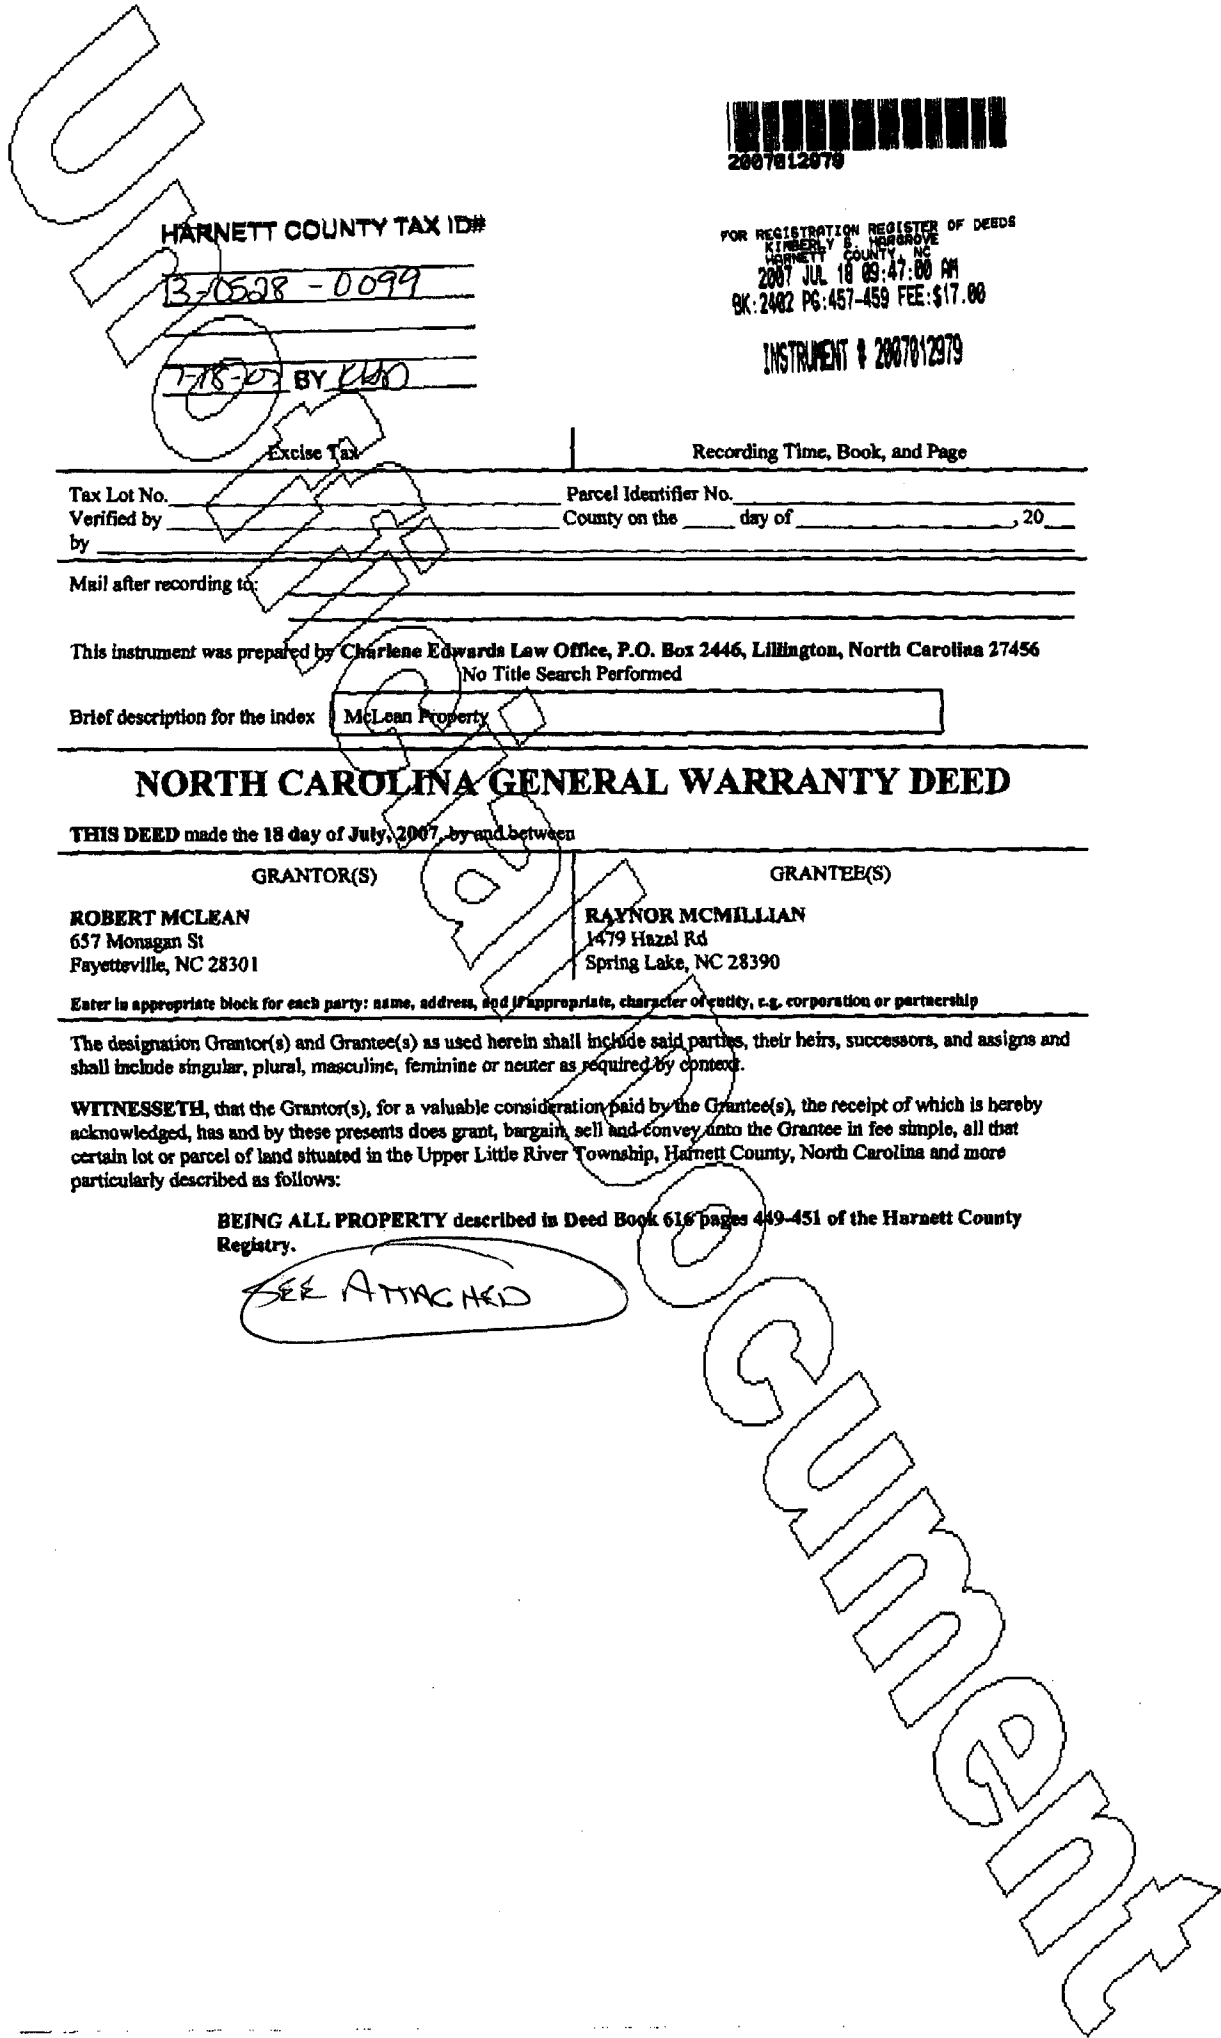 2007012979
HARNETT COUNTY TAX ID#
FOR REGISTRATION REGISTER OF DEEDS
KIMBERLY S. HARGROVE
HARNETT COUNTY, NC
2007 JUL 18 09:47:00 AM
BK:2402 PG:457-459 FEE:$17.00
INSTRUMENT # 2007012979
13-0528-0099
7-18-07 BY
Excise Tax
Recording Time, Book, and Page
Tax Lot No. Parcel Identifier No.
Verified by County on the day of , 20
by
Mail after recording to:
This instrument was prepared by Charlene Edwards Law Office, P.O. Box 2446, Lillington, North Carolina 27456
No Title Search Performed
Brief description for the index McLean Property
NORTH CAROLINA GENERAL WARRANTY DEED
THIS DEED made the 18 day of July, 2007, by and between
GRANTOR(S) GRANTEE(S)
ROBERT MCLEAN
657 Monagan St
Fayetteville, NC 28301
RAYNOR MCMILLIAN
1479 Hazel Rd
Spring Lake, NC 28390
Enter in appropriate block for each party: name, address, and if appropriate, character of entity, e.g. corporation or partnership
The designation Grantor(s) and Grantee(s) as used herein shall include said parties, their heirs, successors, and assigns and
shall include singular, plural, masculine, feminine or neuter as required by context.
WITNESSETH, that the Grantor(s), for a valuable consideration paid by the Grantee(s), the receipt of which is hereby
acknowledged, has and by these presents does grant, bargain, sell and convey unto the Grantee in fee simple, all that
certain lot or parcel of land situated in the Upper Little River Township, Harnett County, North Carolina and more
particularly described as follows:
BEING ALL PROPERTY described in Deed Book 616 pages 449-451 of the Harnett County
Registry.
SEE ATTACHED
Unofficial Document